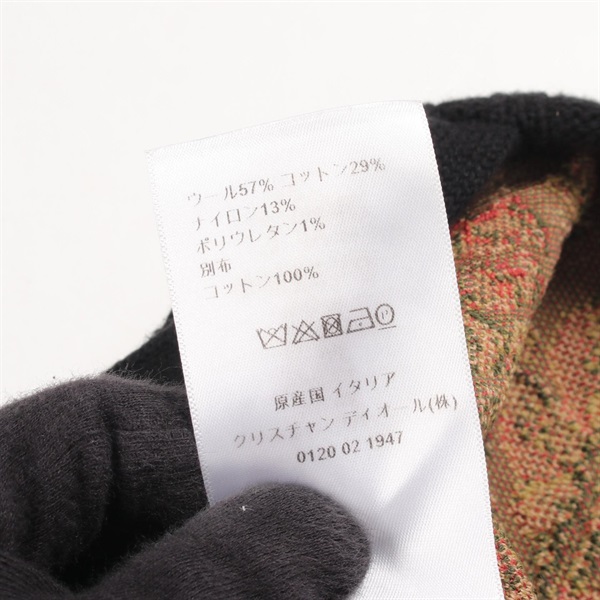 ウール57% コットン29%
ナイロン13%
ポリウレタン1%
別布
コットン100%
P
原産国 イタリア
クリスチャン ディオール(株)
0120 02 1947